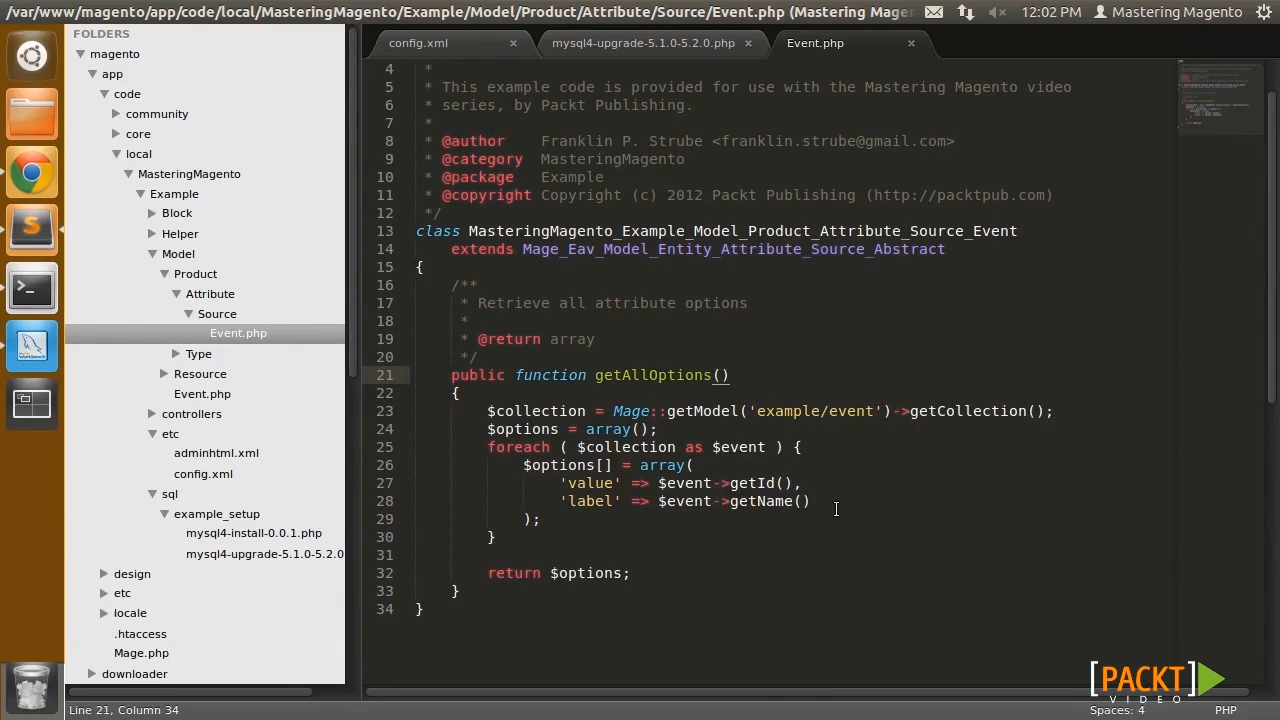 /var/www/magento/app/code/local/MasteringMagento/Example/Model/Product/Attribute/Source/Event.php (Mastering Mage
12:02 PM
Mastering Magento
FOLDERS
magento
app
code
community
core
local
MasteringMagento
Example
Block
Helper
Model
Product
Attribute
Source
Event.php
Type
Resource
Event.php
controllers
etc
adminhtml.xml
config.xml
sql
example_setup
mysql4-install-0.0.1.php
mysql4-upgrade-5.1.0-5.2.0
design
etc
locale
.htaccess
Mage.php
downloader
config.xml
mysql4-upgrade-5.1.0-5.2.0.php
Event.php
4 *
5 * This example code is provided for use with the Mastering Magento video
6 * series, by Packt Publishing.
7 *
8 * @author Franklin P. Strube <franklin.strube@gmail.com>
9 * @category MasteringMagento
10 * @package Example
11 * @copyright Copyright (c) 2012 Packt Publishing (http://packtpub.com)
12 */
13 class MasteringMagento_Example_Model_Product_Attribute_Source_Event
14 extends Mage_Eav_Model_Entity_Attribute_Source_Abstract
15 {
16 /**
17 * Retrieve all attribute options
18 *
19 * @return array
20 */
21 public function getAllOptions()
22 {
23 $collection = Mage::getModel('example/event')->getCollection();
24 $options = array();
25 foreach ( $collection as $event ) {
26 $options[] = array(
27 'value' => $event->getId(),
28 'label' => $event->getName()
29 );
30 }
31
32 return $options;
33 }
34 }
[PACKT]
VIDEO
Line 21, Column 34
Spaces: 4
PHP